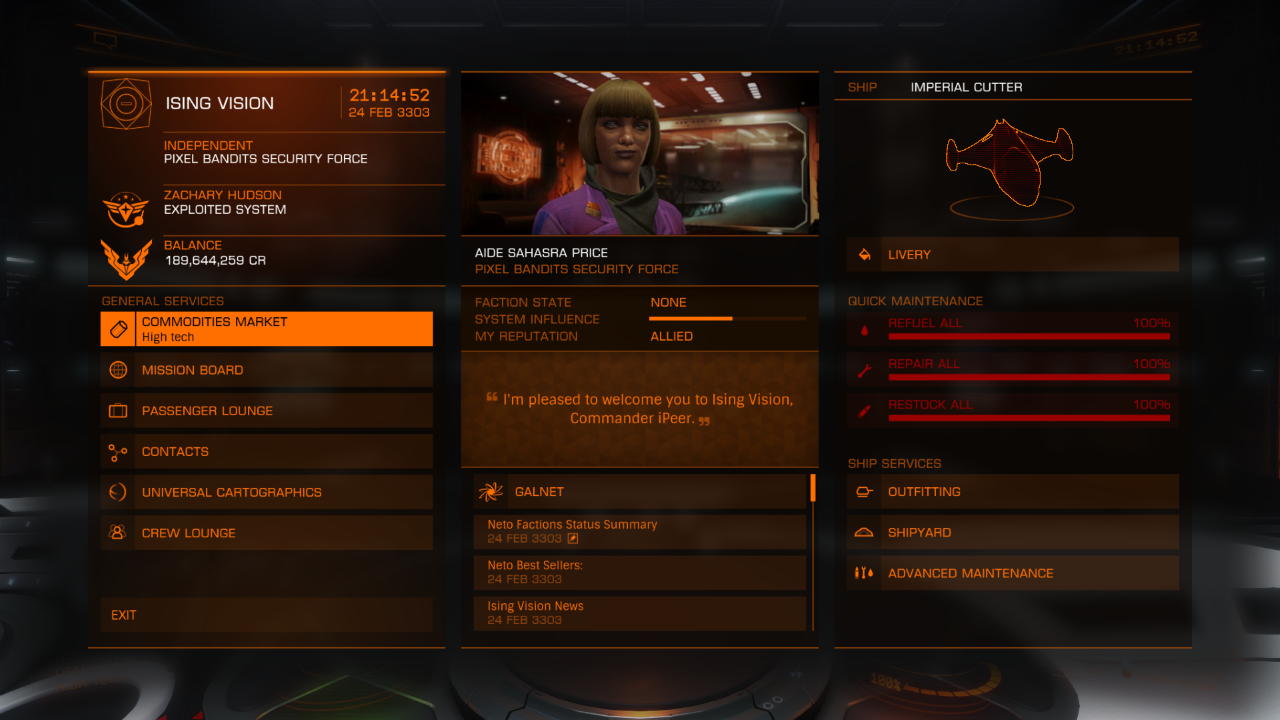 21:14:52
ISING VISION
21:14:52
24 FEB 3303
INDEPENDENT
PIXEL BANDITS SECURITY FORCE
ZACHARY HUDSON
EXPLOITED SYSTEM
BALANCE
189,644,259 CR
GENERAL SERVICES
COMMODITIES MARKET
High tech
MISSION BOARD
PASSENGER LOUNGE
CONTACTS
UNIVERSAL CARTOGRAPHICS
CREW LOUNGE
EXIT
AIDE SAHASRA PRICE
PIXEL BANDITS SECURITY FORCE
FACTION STATE NONE
SYSTEM INFLUENCE
MY REPUTATION ALLIED
“ I'm pleased to welcome you to Ising Vision,
Commander iPeer. ”
GALNET
Neto Factions Status Summary
24 FEB 3303
Neto Best Sellers:
24 FEB 3303
Ising Vision News
24 FEB 3303
SHIP IMPERIAL CUTTER
LIVERY
QUICK MAINTENANCE
REFUEL ALL 100%
REPAIR ALL 100%
RESTOCK ALL 100%
SHIP SERVICES
OUTFITTING
SHIPYARD
ADVANCED MAINTENANCE
100%